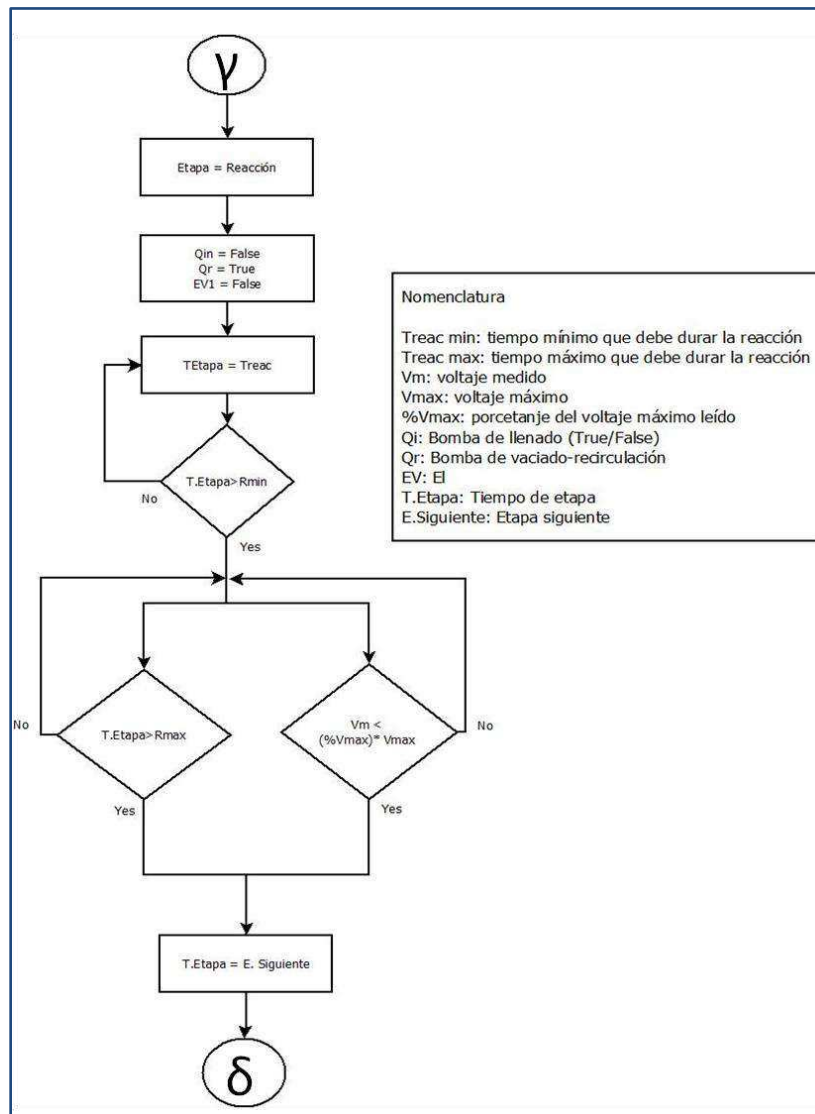 γ
Etapa = Reacción
Qin = False
Qr = True
EV1 = False
TEtapa = Treac
T.Etapa>Rmin
No
Yes
T.Etapa>Rmax
No
Yes
Vm <
(%Vmax)* Vmax
No
Yes
T.Etapa = E. Siguiente
δ
Nomenclatura
Treac min: tiempo mínimo que debe durar la reacción
Treac max: tiempo máximo que debe durar la reacción
Vm: voltaje medido
Vmax: voltaje máximo
%Vmax: porcetanje del voltaje máximo leído
Qi: Bomba de llenado (True/False)
Qr: Bomba de vaciado-recirculación
EV: El
T.Etapa: Tiempo de etapa
E.Siguiente: Etapa siguiente